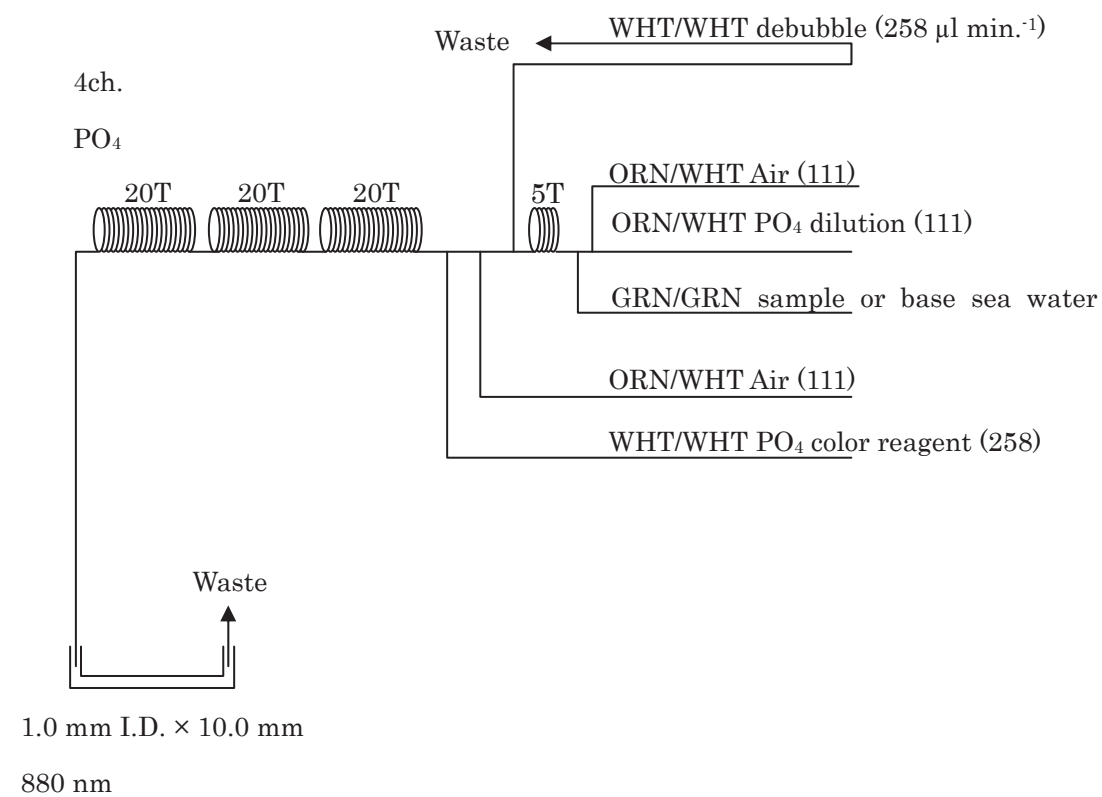 WHT/WHT debubble (258 µl min.⁻¹)
Waste
4ch.
PO₄
20T 20T 20T 5T
ORN/WHT Air (111)
ORN/WHT PO₄ dilution (111)
GRN/GRN sample or base sea water
ORN/WHT Air (111)
WHT/WHT PO₄ color reagent (258)
Waste
1.0 mm I.D. × 10.0 mm
880 nm